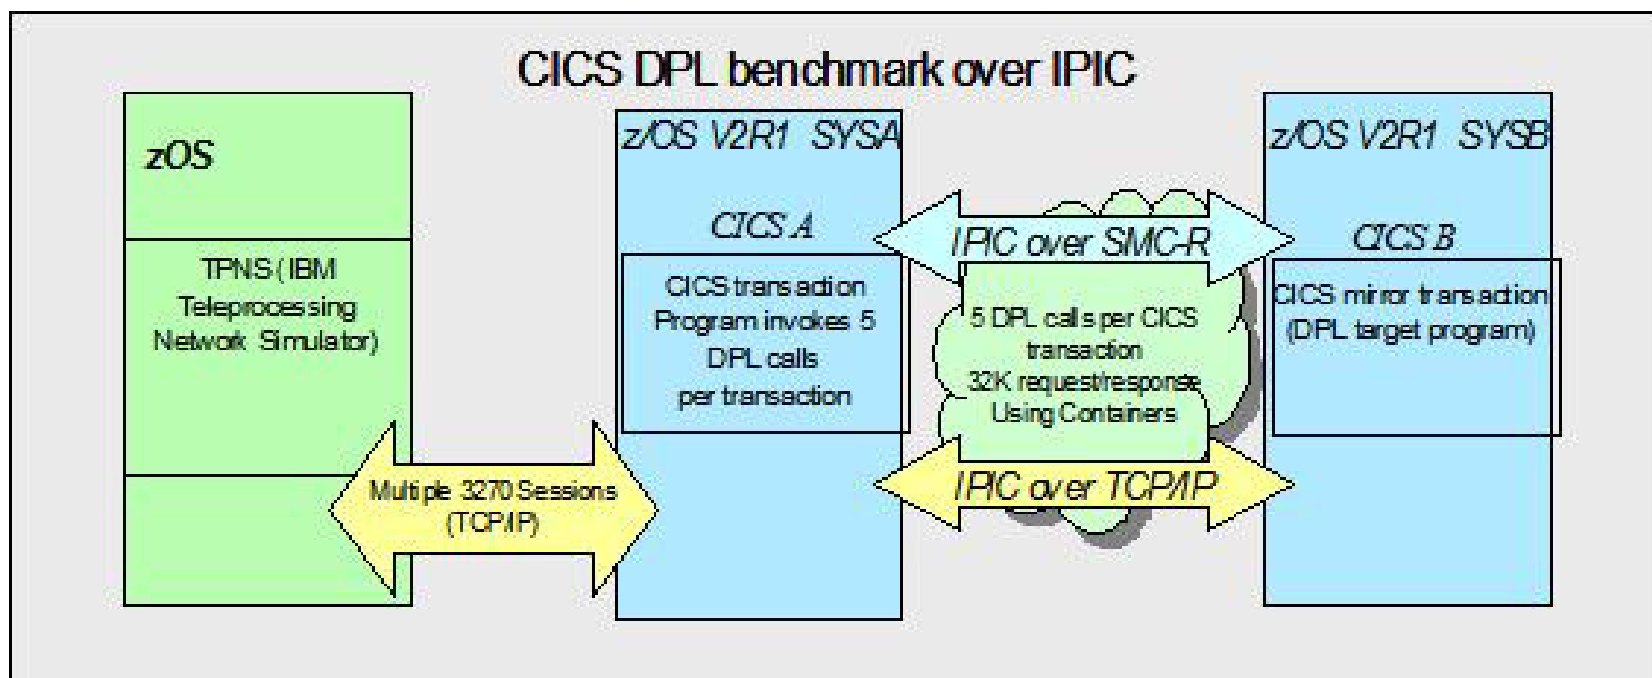 CICS DPL benchmark over IPIC
zOS
TPNS (IBM
Teleprocessing
Network Simulator)
Multiple 3270 Sessions
(TCP/IP)
z/OS V2R1 SYSA
CICS A
CICS transaction
Program invokes 5
DPL calls
per transaction
IPIC over SMC-R
5 DPL calls per CICS
transaction
32K request/response
Using Containers
IPIC over TCP/IP
z/OS V2R1 SYSB
CICS B
CICS mirror transaction
(DPL target program)